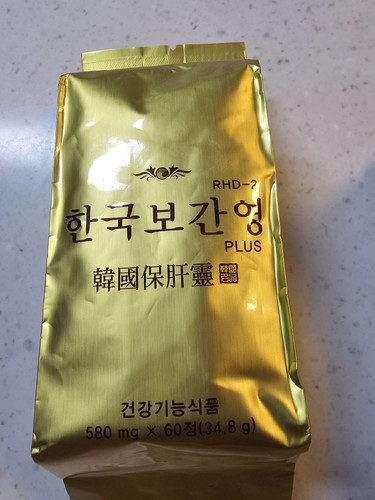 RHD-2
한국보간영
PLUS
韓國保肝靈
건강기능식품
580 mg × 60정(34.8 g)